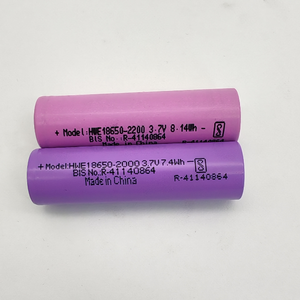 + Model:HWE18650-2200 3.7V 8.14Wh - S
BIS No.:R-41140864
R-41140864
+ Model:HWE18650-2000 3.7V 7.4Wh - S
BIS No.:R-41140864
Made in China R-41140864